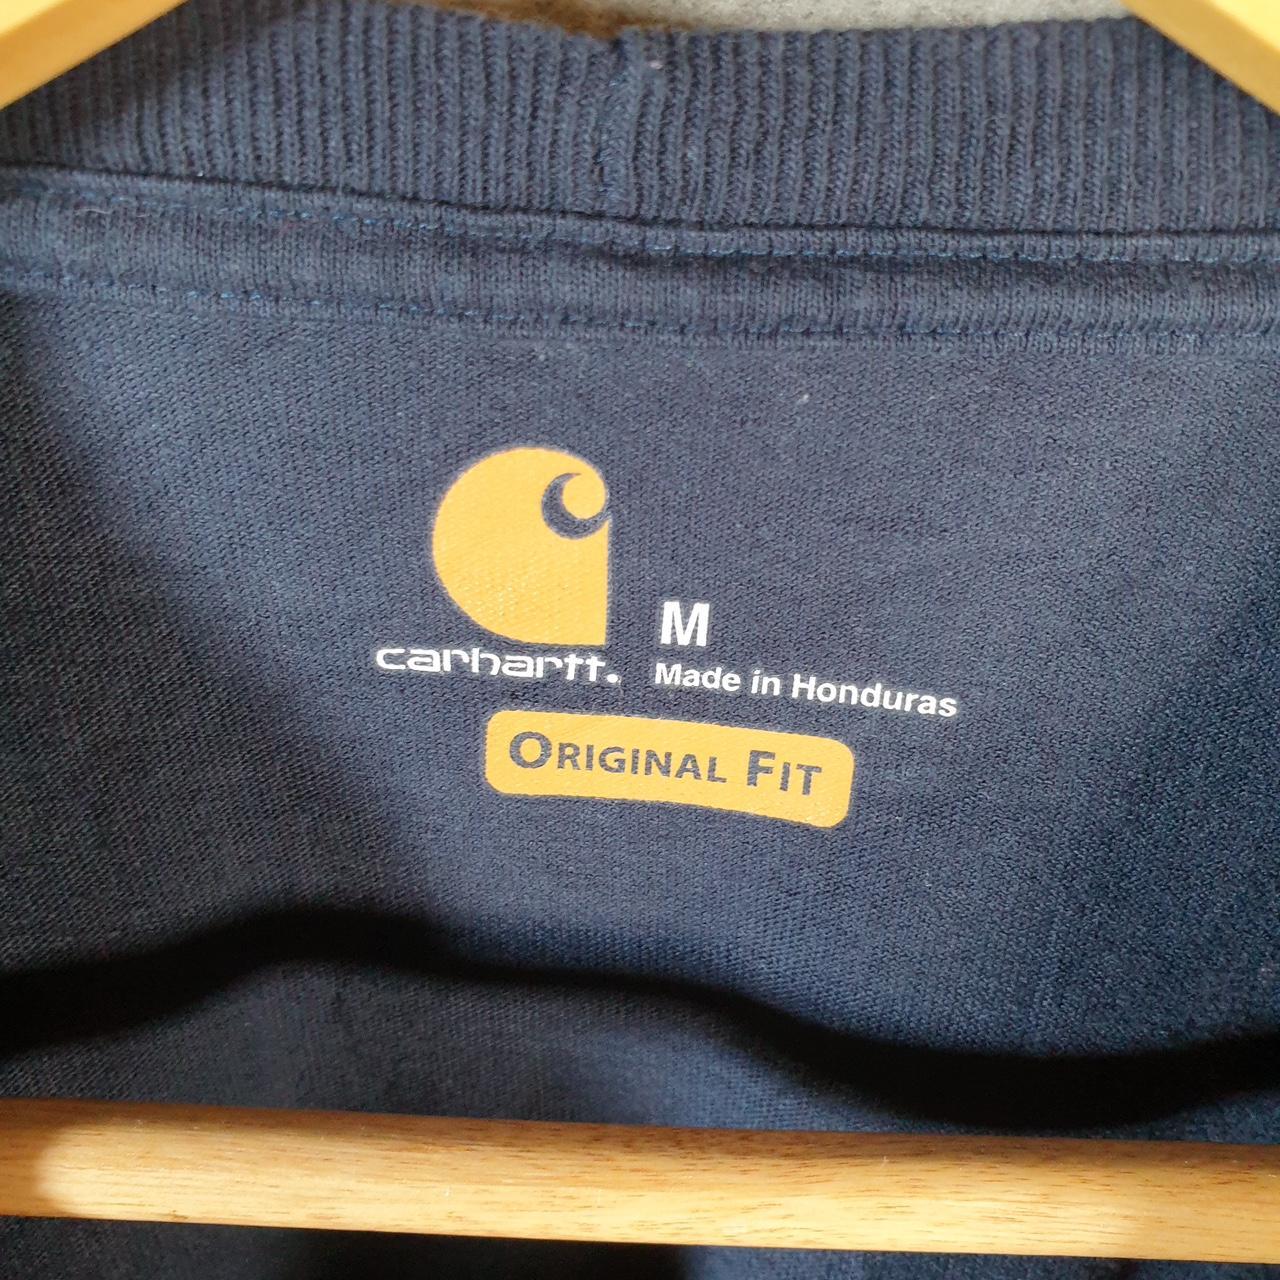 M
carhartt.
Made in Honduras
ORIGINAL FIT